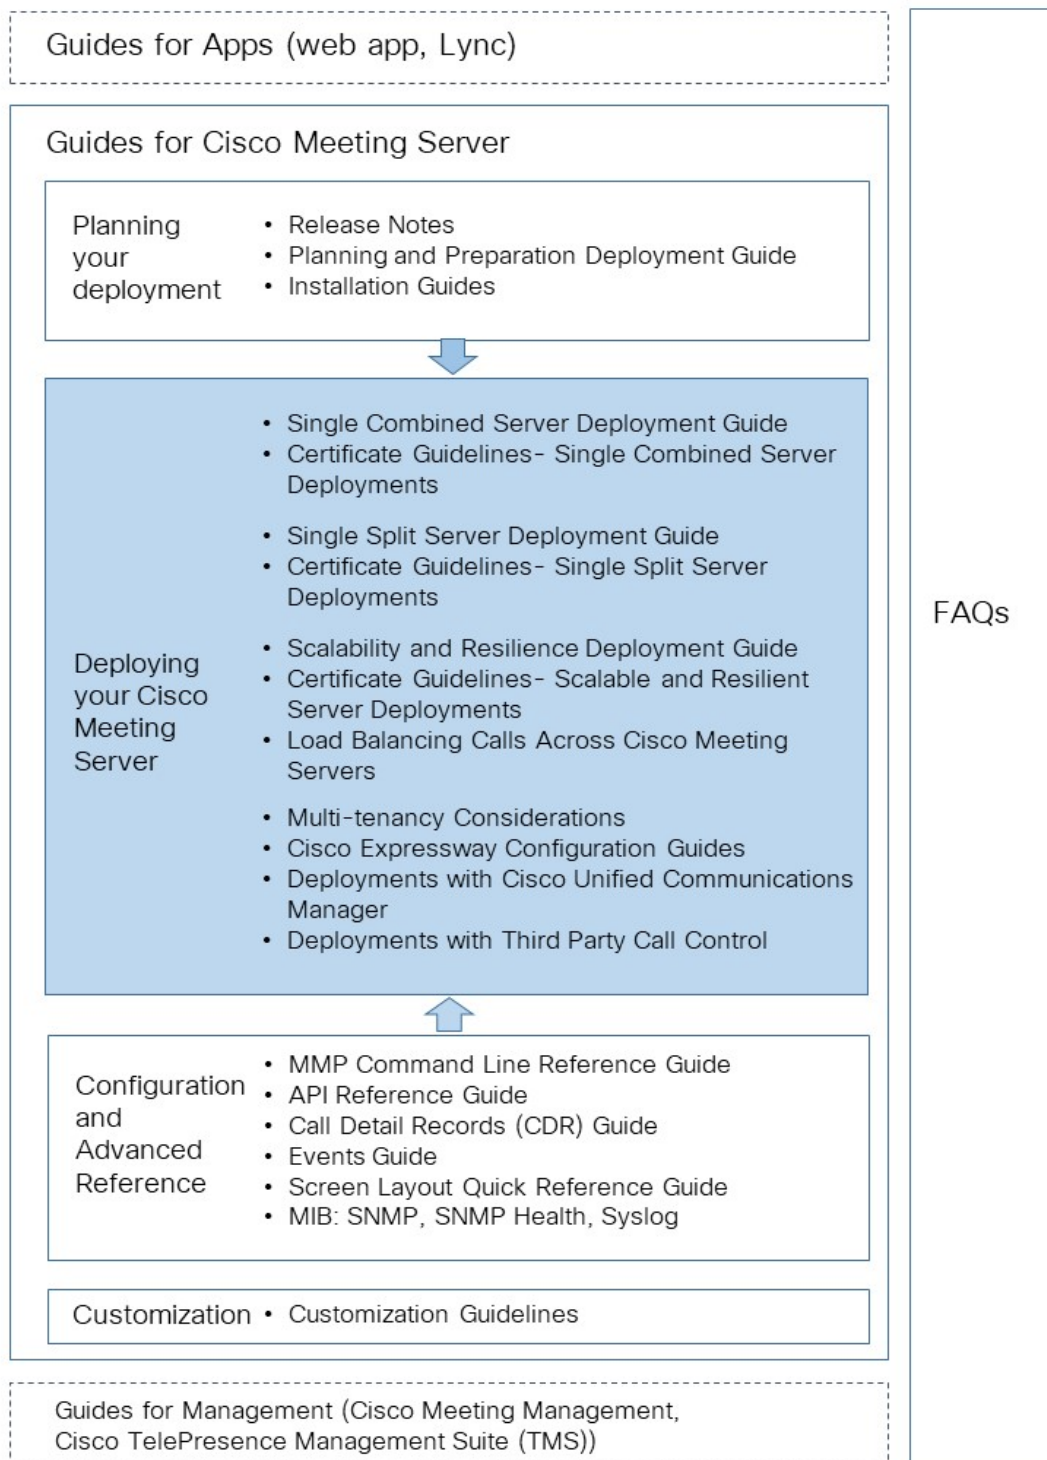 Guides for Apps (web app, Lync)
Guides for Cisco Meeting Server
Planning
your
deployment
• Release Notes
• Planning and Preparation Deployment Guide
• Installation Guides
Deploying
your Cisco
Meeting
Server
• Single Combined Server Deployment Guide
• Certificate Guidelines- Single Combined Server
Deployments
• Single Split Server Deployment Guide
• Certificate Guidelines- Single Split Server
Deployments
• Scalability and Resilience Deployment Guide
• Certificate Guidelines- Scalable and Resilient
Server Deployments
• Load Balancing Calls Across Cisco Meeting
Servers
• Multi-tenancy Considerations
• Cisco Expressway Configuration Guides
• Deployments with Cisco Unified Communications
Manager
• Deployments with Third Party Call Control
Configuration
and
Advanced
Reference
• MMP Command Line Reference Guide
• API Reference Guide
• Call Detail Records (CDR) Guide
• Events Guide
• Screen Layout Quick Reference Guide
• MIB: SNMP, SNMP Health, Syslog
Customization
• Customization Guidelines
Guides for Management (Cisco Meeting Management,
Cisco TelePresence Management Suite (TMS))
FAQs